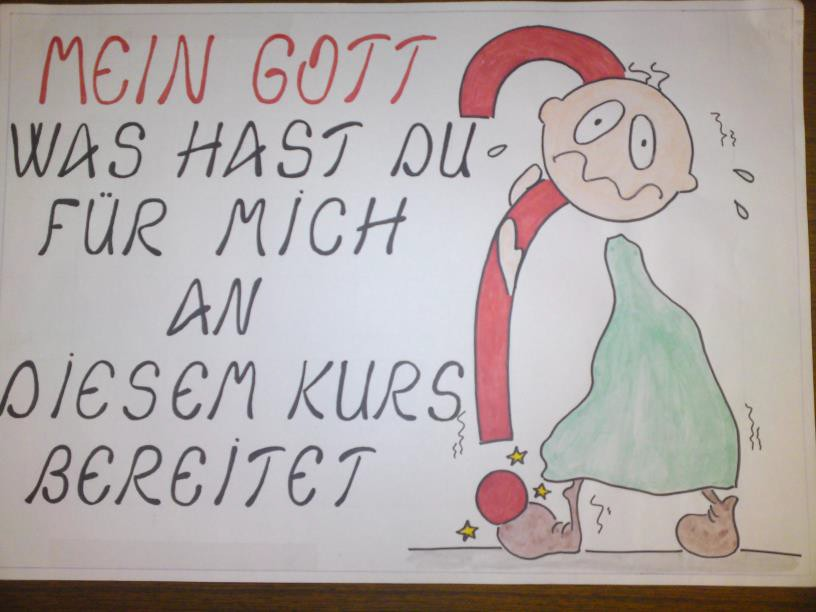 MEIN GOTT
WAS HAST DU
FÜR MICH
AN
DIESEM KURS
BEREITET